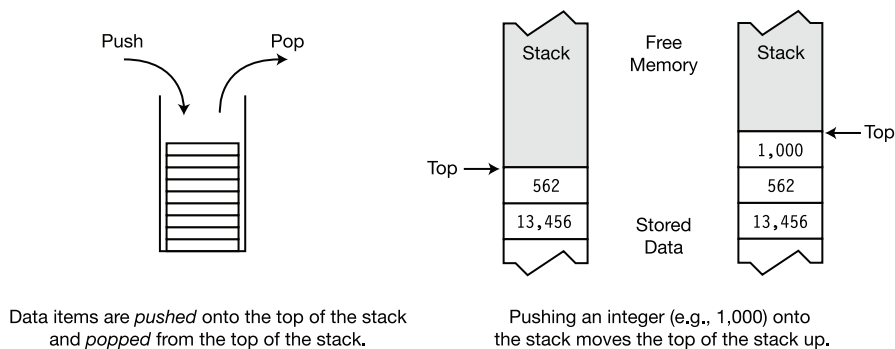 Push
Pop
Data items are pushed onto the top of the stack
and popped from the top of the stack.
Stack
Top
562
13,456
Free
Memory
Stored
Data
Stack
Top
1,000
562
13,456
Pushing an integer (e.g., 1,000) onto
the stack moves the top of the stack up.